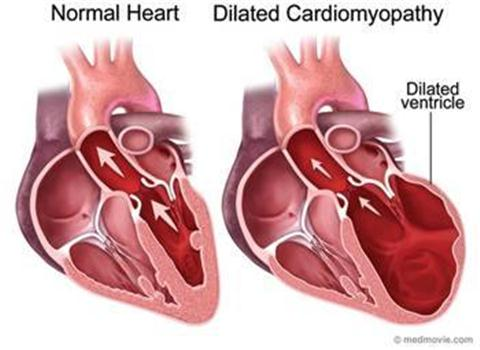 Normal Heart
Dilated Cardiomyopathy
Dilated
ventricle
© medmovie.com